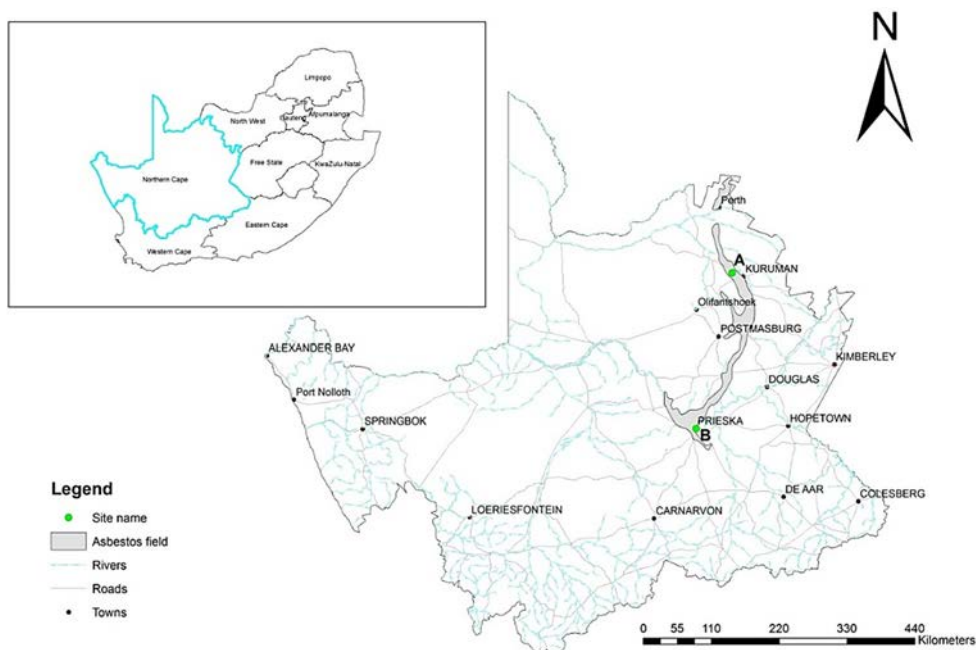 N
Limpopo
North West
Gauteng
Mpumalanga
Free State
KwaZulu-Natal
Northern Cape
Eastern Cape
Western Cape
Perth
A
KURUMAN
Olifantshoek
POSTMASBURG
ALEXANDER BAY
KIMBERLEY
Port Nolloth
DOUGLAS
SPRINGBOK
PRIESKA
HOPETOWN
B
Legend
Site name
Asbestos field
Rivers
Roads
Towns
LOERIESFONTEIN
CARNARVON
DE AAR
COLESBERG
0 55 110 220 330 440
Kilometers